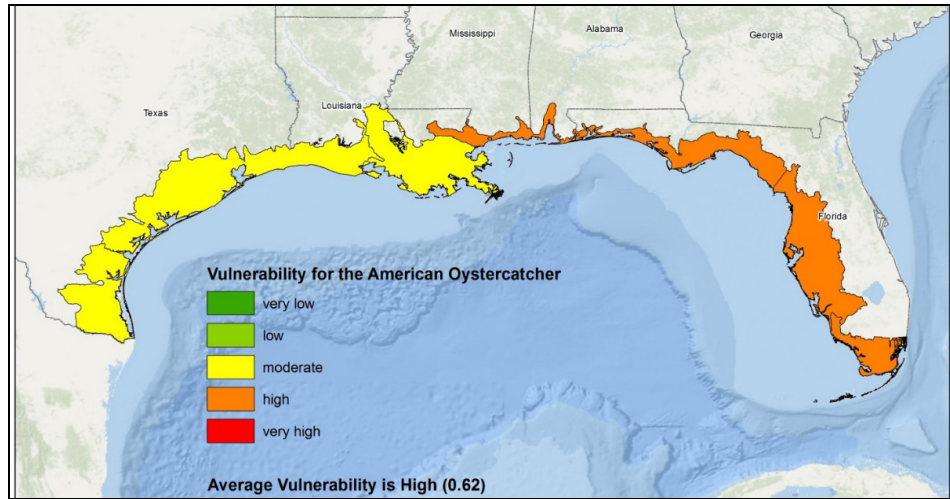 Mississippi
Alabama
Georgia
Texas
Louisiana
Florida
Vulnerability for the American Oystercatcher
very low
low
moderate
high
very high
Average Vulnerability is High (0.62)